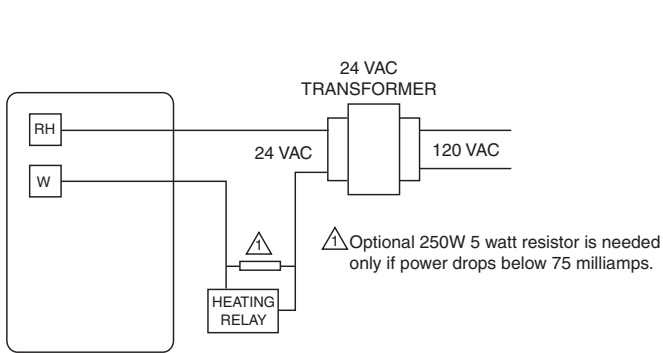 24 VAC
TRANSFORMER
RH
24 VAC
120 VAC
W
1
1 Optional 250W 5 watt resistor is needed
only if power drops below 75 milliamps.
HEATING
RELAY